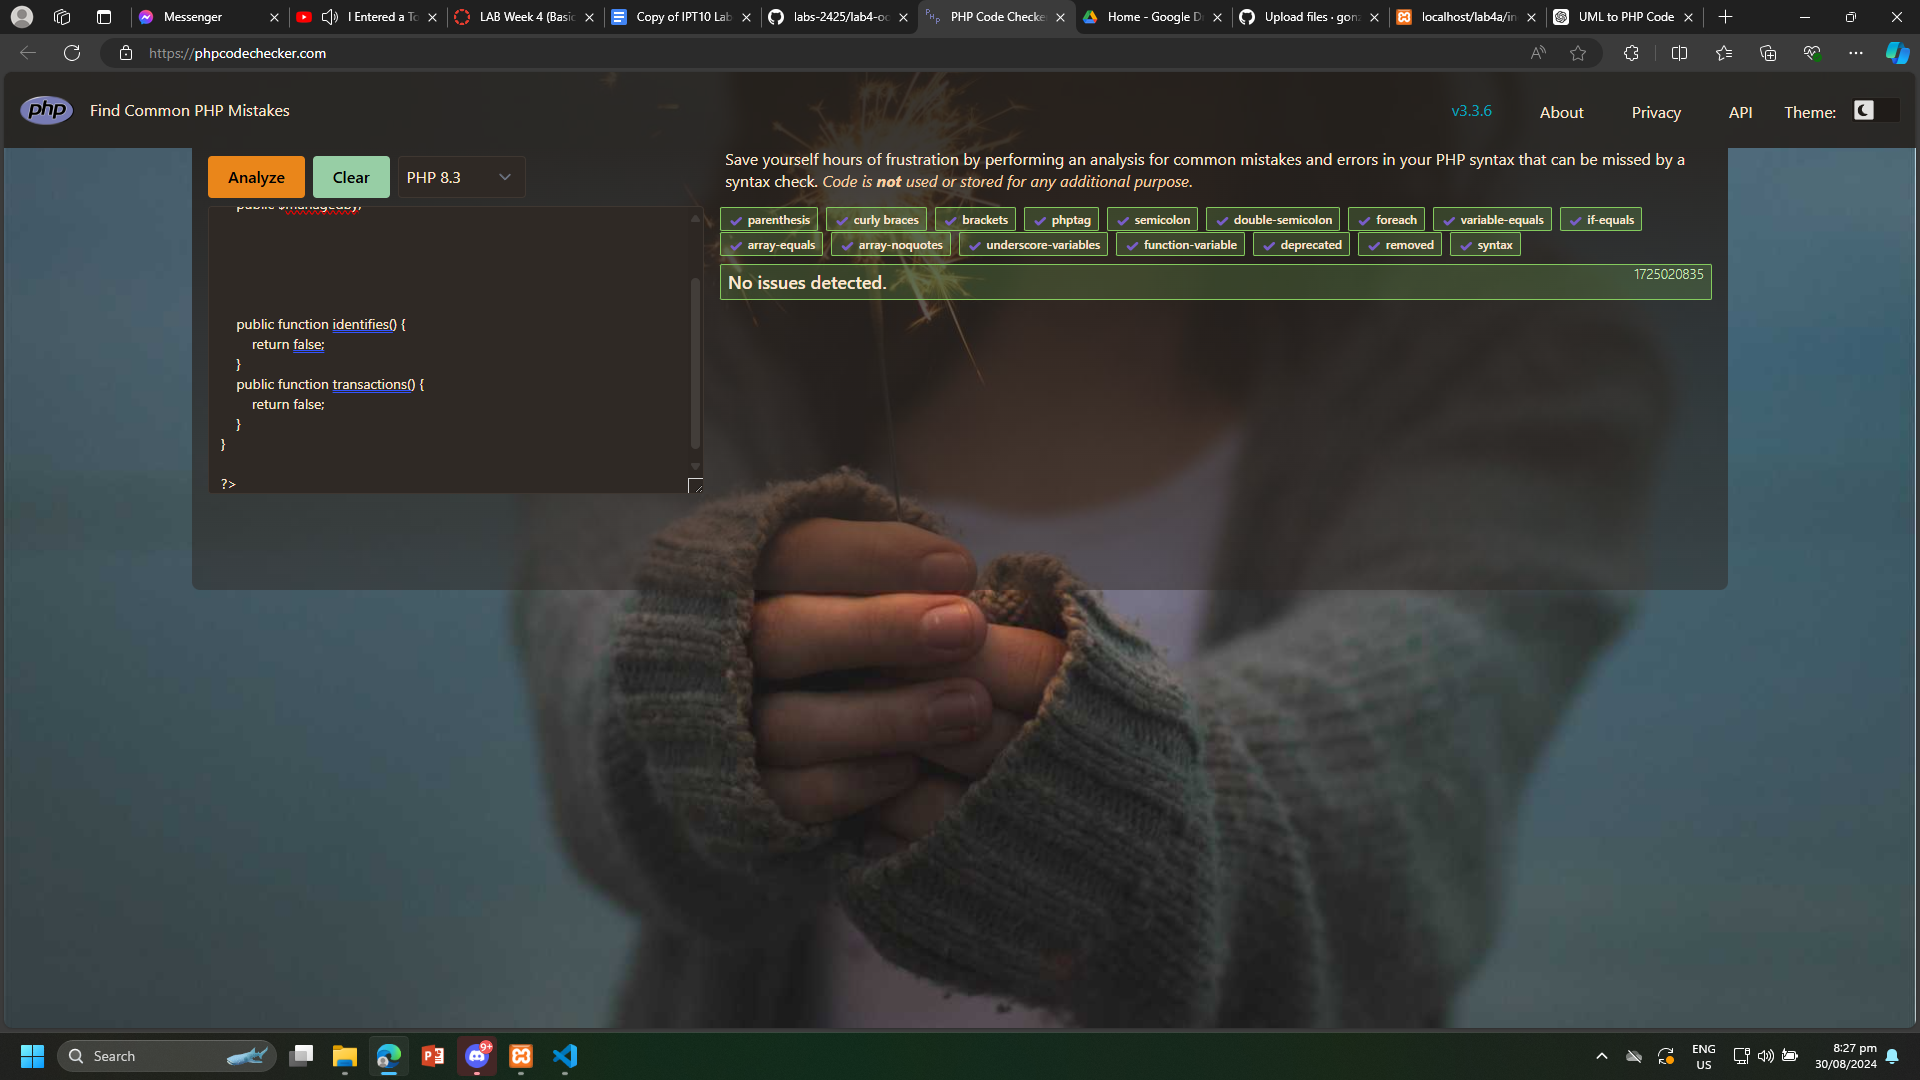 Messenger
I Entered a To
LAB Week 4 (Basic
Copy of IPT10 Lab
labs-2425/lab4-oo
PHP Code Checker
Home - Google Dr
Upload files · gonz
localhost/lab4a/in
UML to PHP Code
https://phpcodechecker.com
php
Find Common PHP Mistakes
v3.3.6
About
Privacy
API
Theme:
Analyze
Clear
PHP 8.3
public $managedby;
public function identifies() {
return false;
}
public function transactions() {
return false;
}
}
?>
Save yourself hours of frustration by performing an analysis for common mistakes and errors in your PHP syntax that can be missed by a
syntax check. Code is not used or stored for any additional purpose.
parenthesis
curly braces
brackets
phptag
semicolon
double-semicolon
foreach
variable-equals
if-equals
array-equals
array-noquotes
underscore-variables
function-variable
deprecated
removed
syntax
No issues detected.
1725020835
Search
9+
ENG
US
8:27 pm
30/08/2024